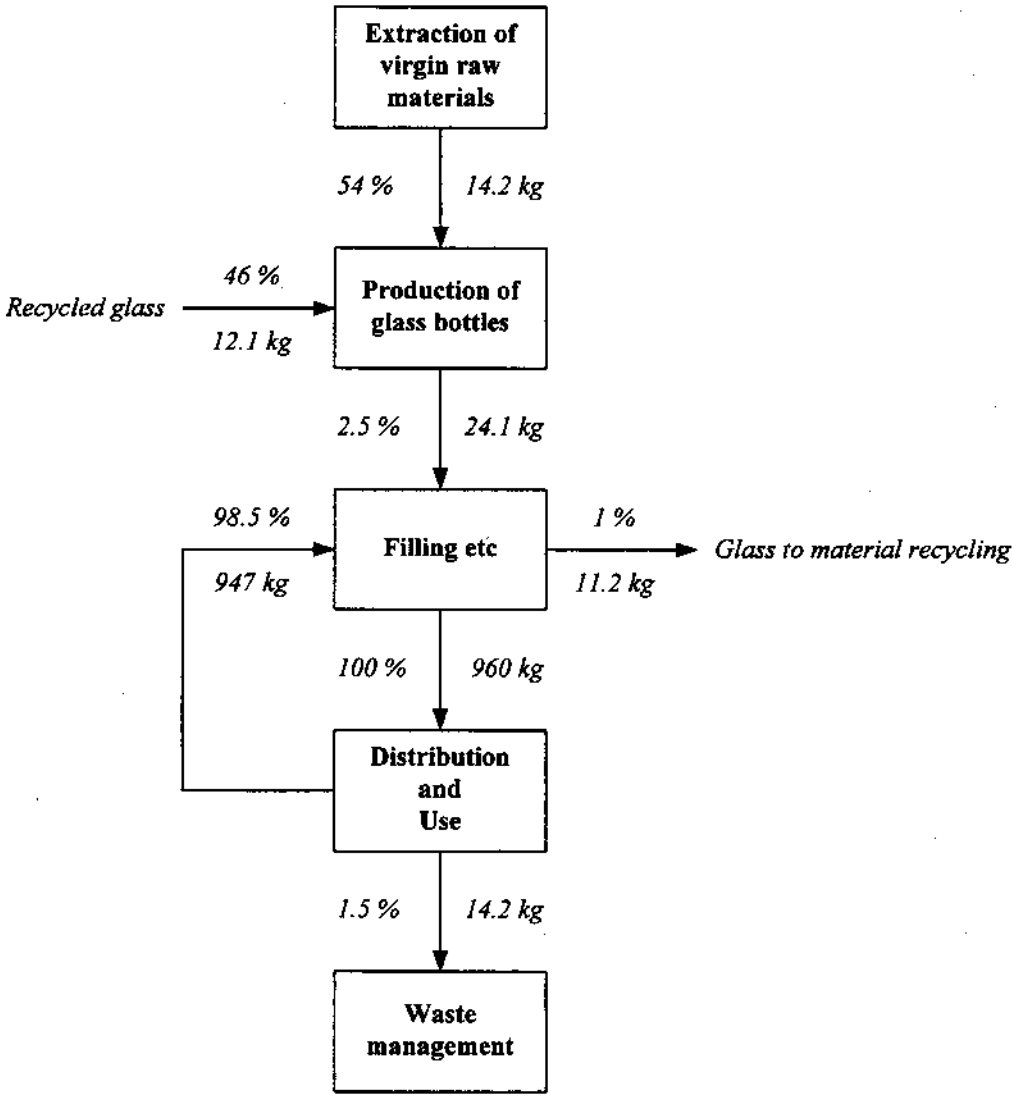 Extraction of
virgin raw
materials
54 %
14.2 kg
46 %
Recycled glass
12.1 kg
Production of
glass bottles
2.5 %
24.1 kg
98.5 %
947 kg
Filling etc
1 %
11.2 kg
Glass to material recycling
100 %
960 kg
Distribution
and
Use
1.5 %
14.2 kg
Waste
management